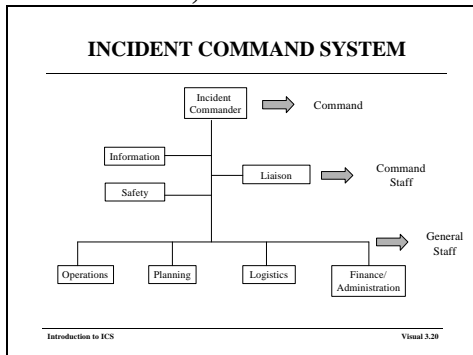 INCIDENT COMMAND SYSTEM
Incident
Commander
Command
Information
Liaison
Command
Staff
Safety
General
Staff
Operations
Planning
Logistics
Finance/
Administration
Introduction to ICS
Visual 3.20